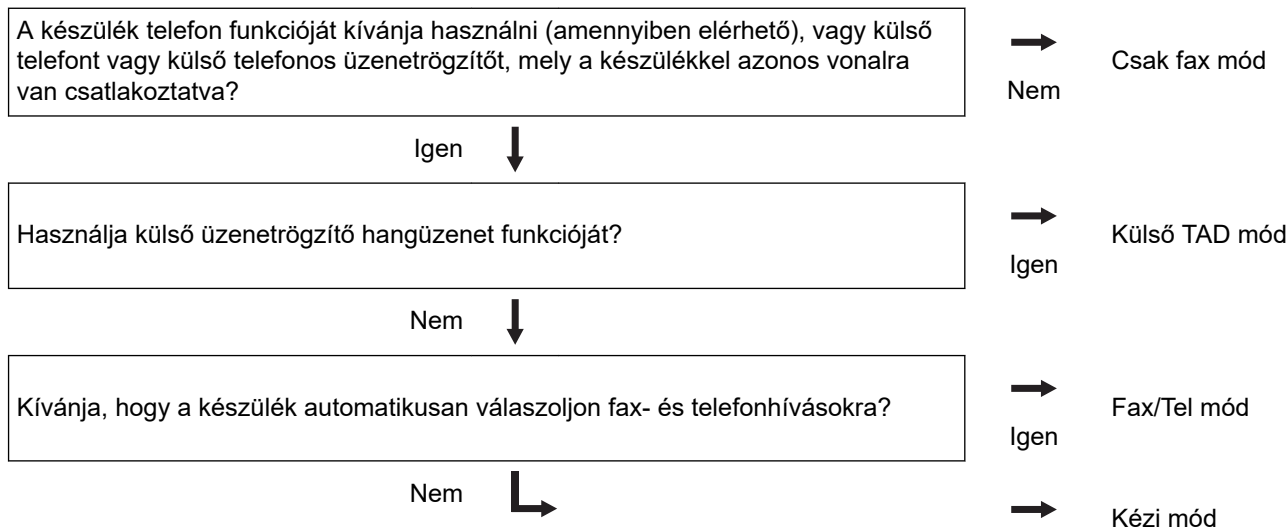 A készülék telefon funkcióját kívánja használni (amennyiben elérhető), vagy külső
telefont vagy külső telefonos üzenetrögzítőt, mely a készülékkel azonos vonalra
van csatlakoztatva?
Csak fax mód
Nem
Igen
Használja külső üzenetrögzítő hangüzenet funkcióját?
Külső TAD mód
Igen
Nem
Kívánja, hogy a készülék automatikusan válaszoljon fax- és telefonhívásokra?
Fax/Tel mód
Igen
Nem
Kézi mód